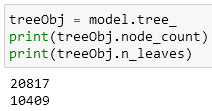 treeObj = model.tree_
print(treeObj.node_count)
print(treeObj.n_leaves)
20817
10409